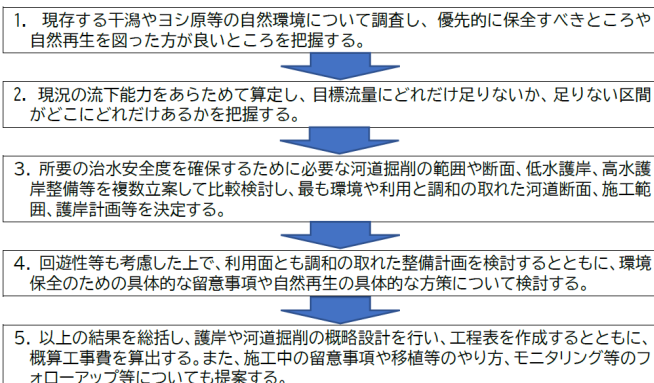 1. 現存する干潟やヨシ原等の自然環境について調査し、優先的に保全すべきところや
自然再生を図った方が良いところを把握する。
2. 現況の流下能力をあらためて算定し、目標流量にどれだけ足りないか、足りない区間
がどこにどれだけあるかを把握する。
3. 所要の治水安全度を確保するために必要な河道掘削の範囲や断面、低水護岸、高水護
岸整備等を複数立案して比較検討し、最も環境や利用と調和の取れた河道断面、施工範
囲、護岸計画等を決定する。
4. 回遊性等も考慮した上で、利用面とも調和の取れた整備計画を検討するとともに、環境
保全のための具体的な留意事項や自然再生の具体的な方策について検討する。
5. 以上の結果を総括し、護岸や河道掘削の概略設計を行い、工程表を作成するとともに、
概算工事費を算出する。また、施工中の留意事項や移植等のやり方、モニタリング等のフ
ォローアップ等についても提案する。